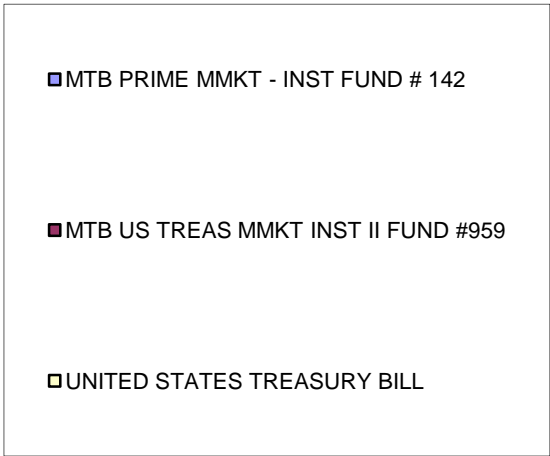 MTB PRIME MMKT - INST FUND # 142
MTB US TREAS MMKT INST II FUND #959
UNITED STATES TREASURY BILL